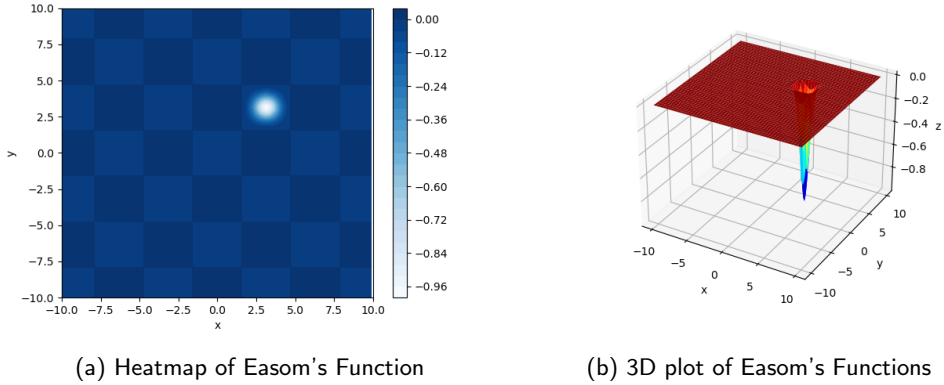 10.0
7.5
5.0
2.5
0.0
−2.5
−5.0
−7.5
−10.0
y
−10.0 −7.5 −5.0 −2.5 0.0 2.5 5.0 7.5 10.0
x
0.00
−0.12
−0.24
−0.36
−0.48
−0.60
−0.72
−0.84
−0.96
0.0
−0.2
−0.4
−0.6
−0.8
z
−10 −5 0 5 10
x
−10 −5 0 5 10
y
(a) Heatmap of Easom's Function
(b) 3D plot of Easom's Functions